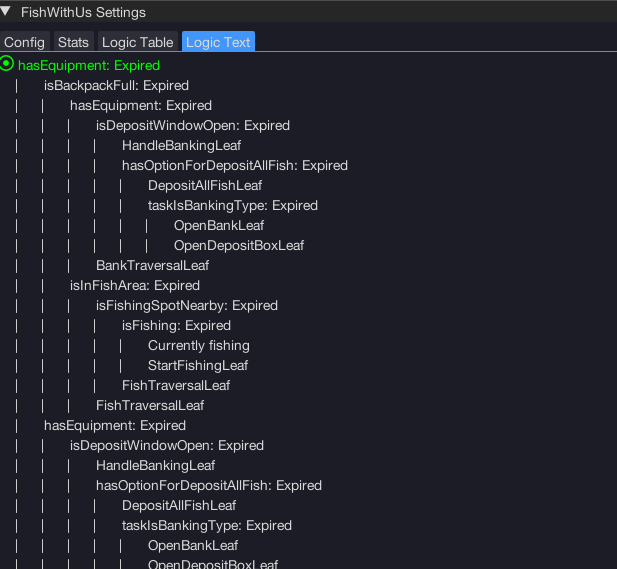 FishWithUs Settings
Config Stats Logic Table Logic Text
hasEquipment: Expired
isBackpackFull: Expired
hasEquipment: Expired
isDepositWindowOpen: Expired
HandleBankingLeaf
hasOptionForDepositAllFish: Expired
DepositAllFishLeaf
taskIsBankingType: Expired
OpenBankLeaf
OpenDepositBoxLeaf
BankTraversalLeaf
isInFishArea: Expired
isFishingSpotNearby: Expired
isFishing: Expired
Currently fishing
StartFishingLeaf
FishTraversalLeaf
FishTraversalLeaf
hasEquipment: Expired
isDepositWindowOpen: Expired
HandleBankingLeaf
hasOptionForDepositAllFish: Expired
DepositAllFishLeaf
taskIsBankingType: Expired
OpenBankLeaf
OpenDepositBoxLeaf